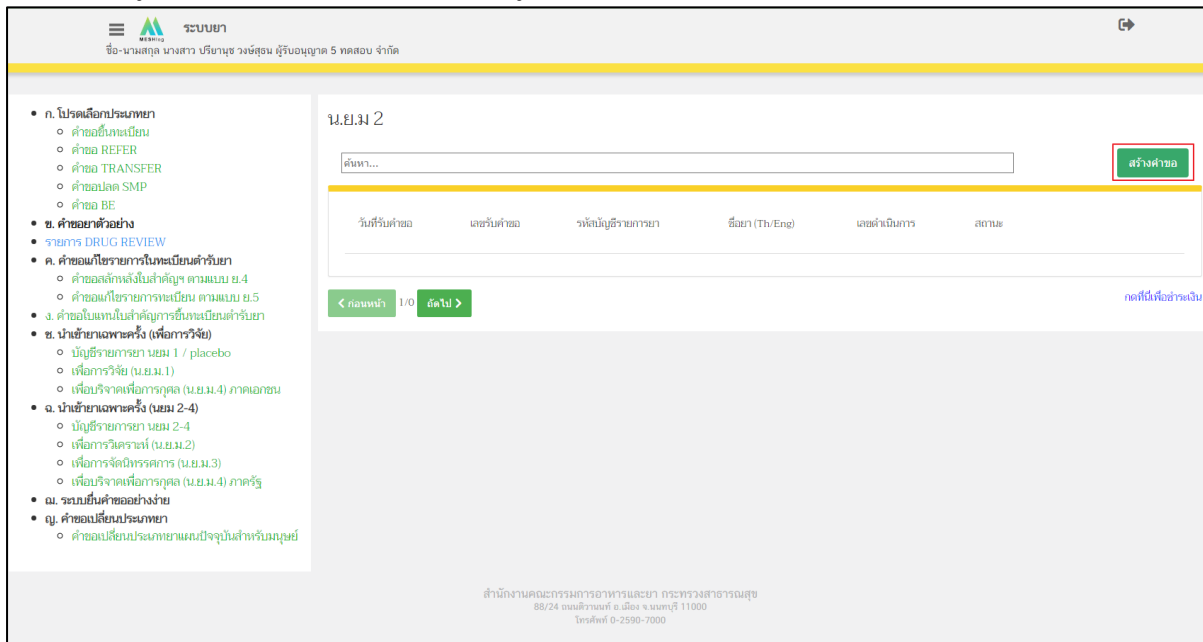 ระบบยา
MESHlog
ชื่อ-นามสกุล นางสาว ปรียานุช วงษ์สุธน ผู้รับอนุญาต 5 ทดสอบ จำกัด
ก. โปรดเลือกประเภทยา
คำขอขึ้นทะเบียน
คำขอ REFER
คำขอ TRANSFER
คำขอปลด SMP
คำขอ BE
ข. คำขอยาตัวอย่าง
รายการ DRUG REVIEW
ค. คำขอแก้ไขรายการในทะเบียนตำรับยา
คำขอสลักหลังใบสำคัญฯ ตามแบบ ย.4
คำขอแก้ไขรายการทะเบียน ตามแบบ ย.5
ง. คำขอใบแทนใบสำคัญการขึ้นทะเบียนตำรับยา
ช. นำเข้ายาเฉพาะครั้ง (เพื่อการวิจัย)
บัญชีรายการยา นยม 1 / placebo
เพื่อการวิจัย (น.ย.ม.1)
เพื่อบริจาคเพื่อการกุศล (น.ย.ม.4) ภาคเอกชน
ฉ. นำเข้ายาเฉพาะครั้ง (นยม 2-4)
บัญชีรายการยา นยม 2-4
เพื่อการวิเคราะห์ (น.ย.ม.2)
เพื่อการจัดนิทรรศการ (น.ย.ม.3)
เพื่อบริจาคเพื่อการกุศล (น.ย.ม.4) ภาครัฐ
ฌ. ระบบยื่นคำขออย่างง่าย
ญ. คำขอเปลี่ยนประเภทยา
คำขอเปลี่ยนประเภทยาแผนปัจจุบันสำหรับมนุษย์
น.ย.ม 2
ค้นหา...
สร้างคำขอ
วันที่รับคำขอ เลขรับคำขอ รหัสบัญชีรายการยา ชื่อยา (Th/Eng) เลขดำเนินการ สถานะ
< ก่อนหน้า 1/0 ถัดไป >
กดที่นี่เพื่อชำระเงิน
สำนักงานคณะกรรมการอาหารและยา กระทรวงสาธารณสุข
88/24 ถนนติวานนท์ อ.เมือง จ.นนทบุรี 11000
โทรศัพท์ 0-2590-7000